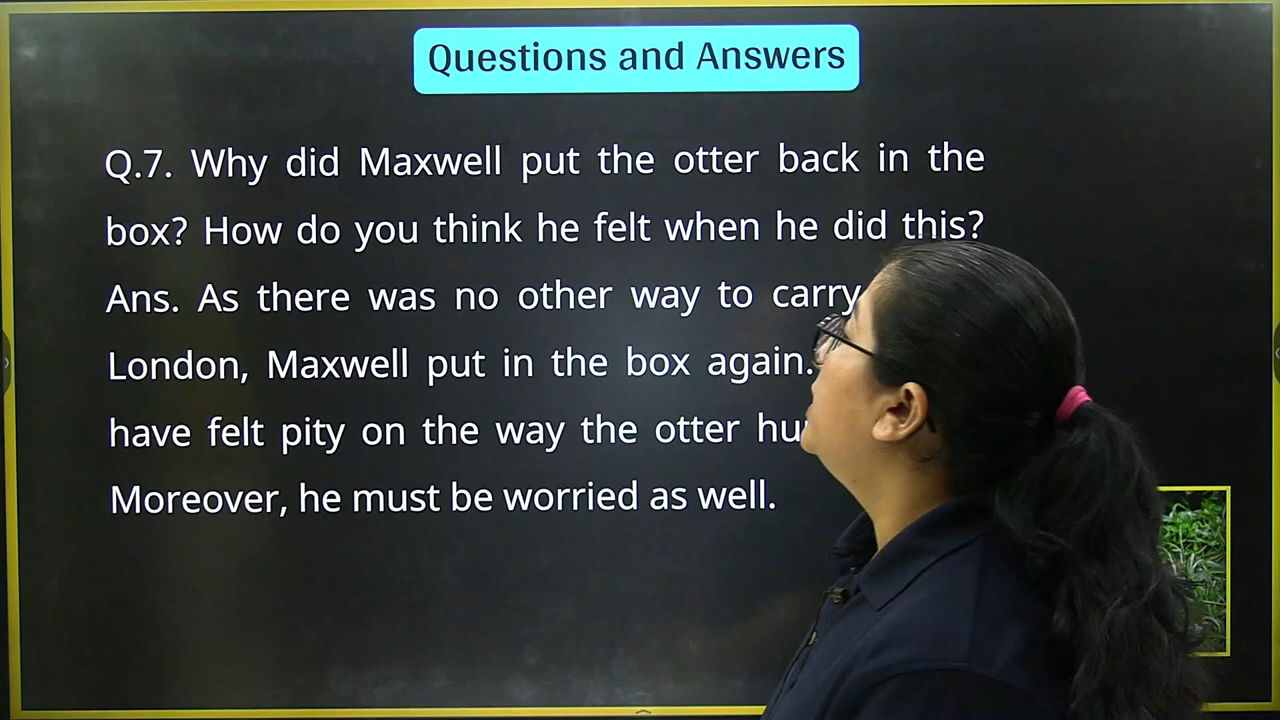 Questions and Answers
Q.7. Why did Maxwell put the otter back in the
box? How do you think he felt when he did this?
Ans. As there was no other way to carry
London, Maxwell put in the box again.
have felt pity on the way the otter
Moreover, he must be worried as well.